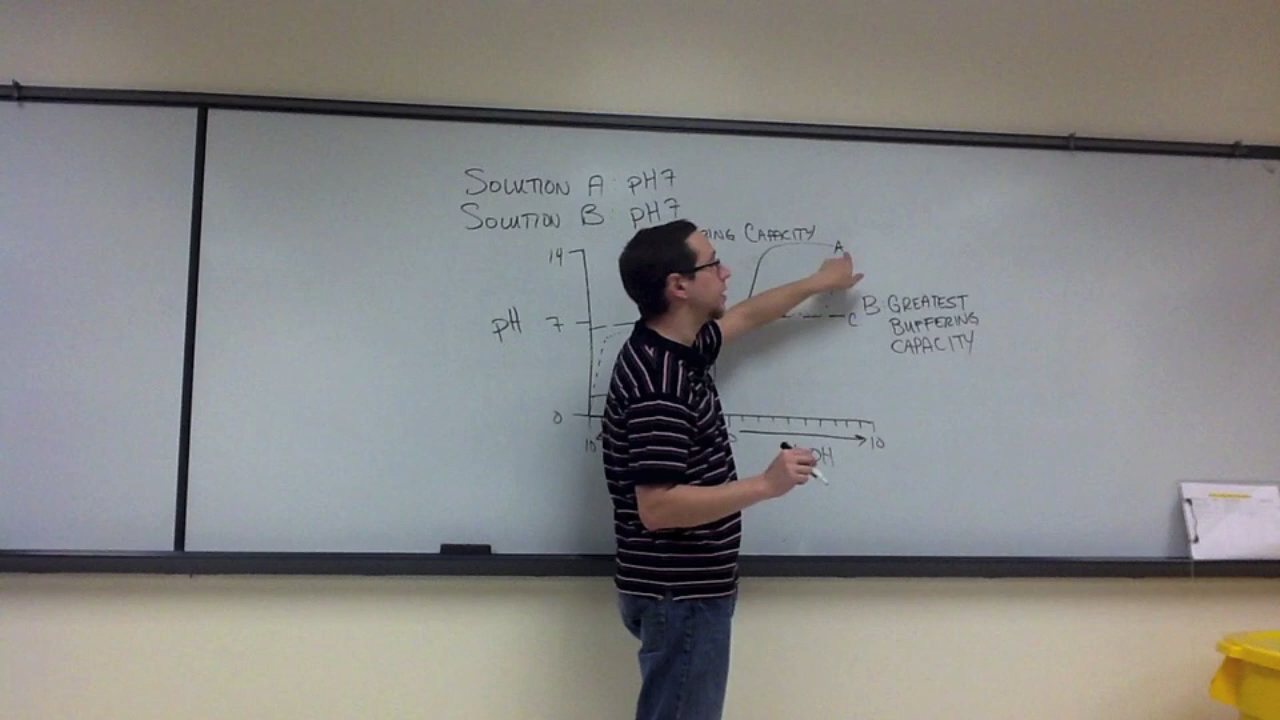 SOLUTION A: pH7
SOLUTION B: pH7
CAPACITY
14
A
pH 7
C
B GREATEST
BUFFERING
CAPACITY
0
10
10